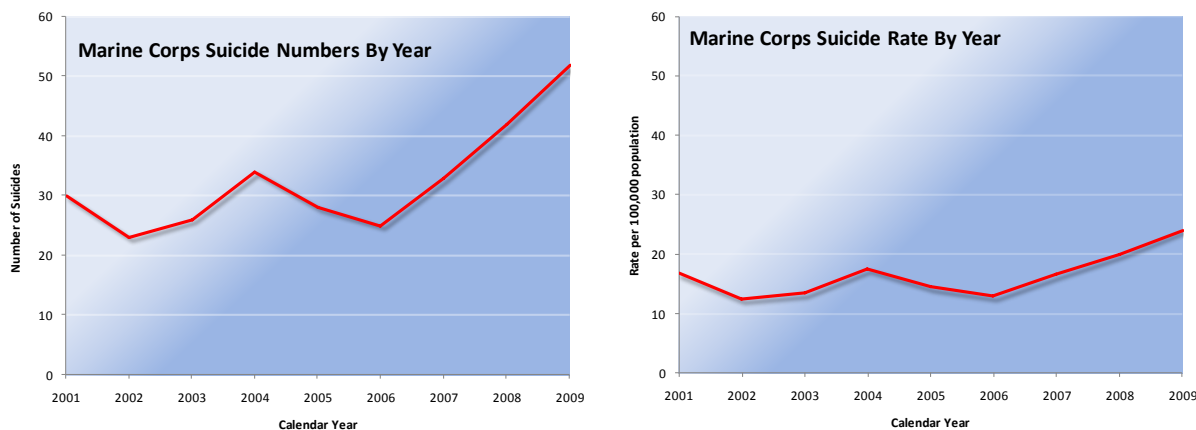 Marine Corps Suicide Numbers By Year
Number of Suicides
60
50
40
30
20
10
0
2001 2002 2003 2004 2005 2006 2007 2008 2009
Calendar Year
Marine Corps Suicide Rate By Year
Rate per 100,000 population
60
50
40
30
20
10
0
2001 2002 2003 2004 2005 2006 2007 2008 2009
Calendar Year